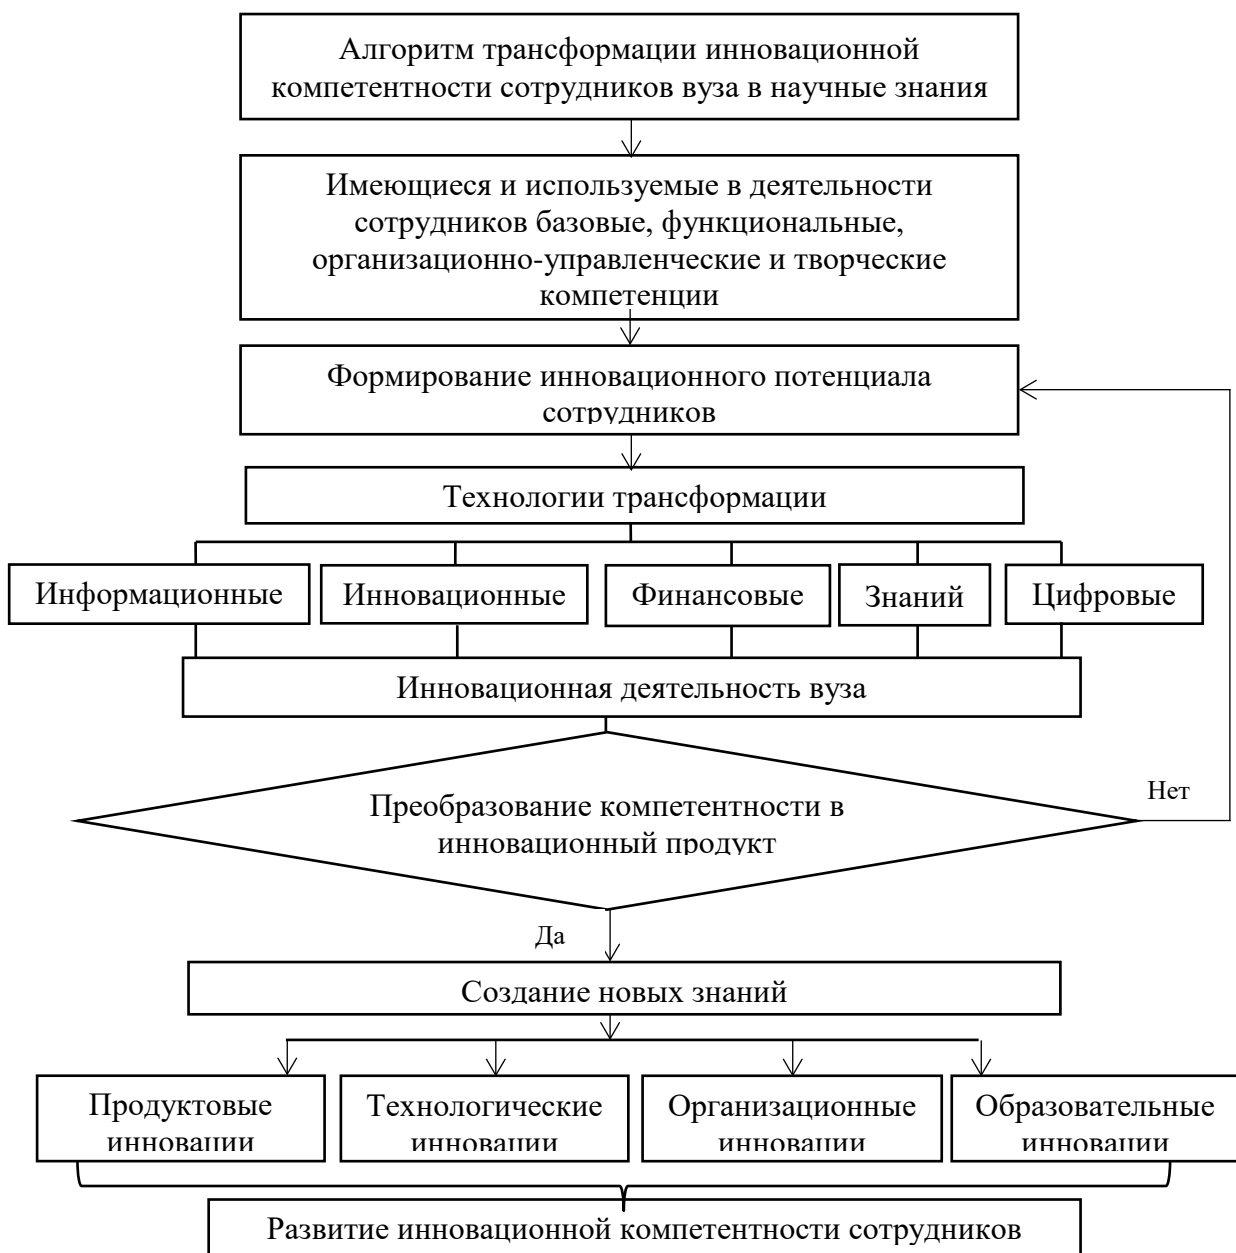 Алгоритм трансформации инновационной
компетентности сотрудников вуза в научные знания
Имеющиеся и используемые в деятельности
сотрудников базовые, функциональные,
организационно-управленческие и творческие
компетенции
Формирование инновационного потенциала
сотрудников
Технологии трансформации
Информационные
Инновационные
Финансовые
Знаний
Цифровые
Инновационная деятельность вуза
Преобразование компетентности в
инновационный продукт
Нет
Да
Создание новых знаний
Продуктовые
инновации
Технологические
инновации
Организационные
инновации
Образовательные
инновации
Развитие инновационной компетентности сотрудников